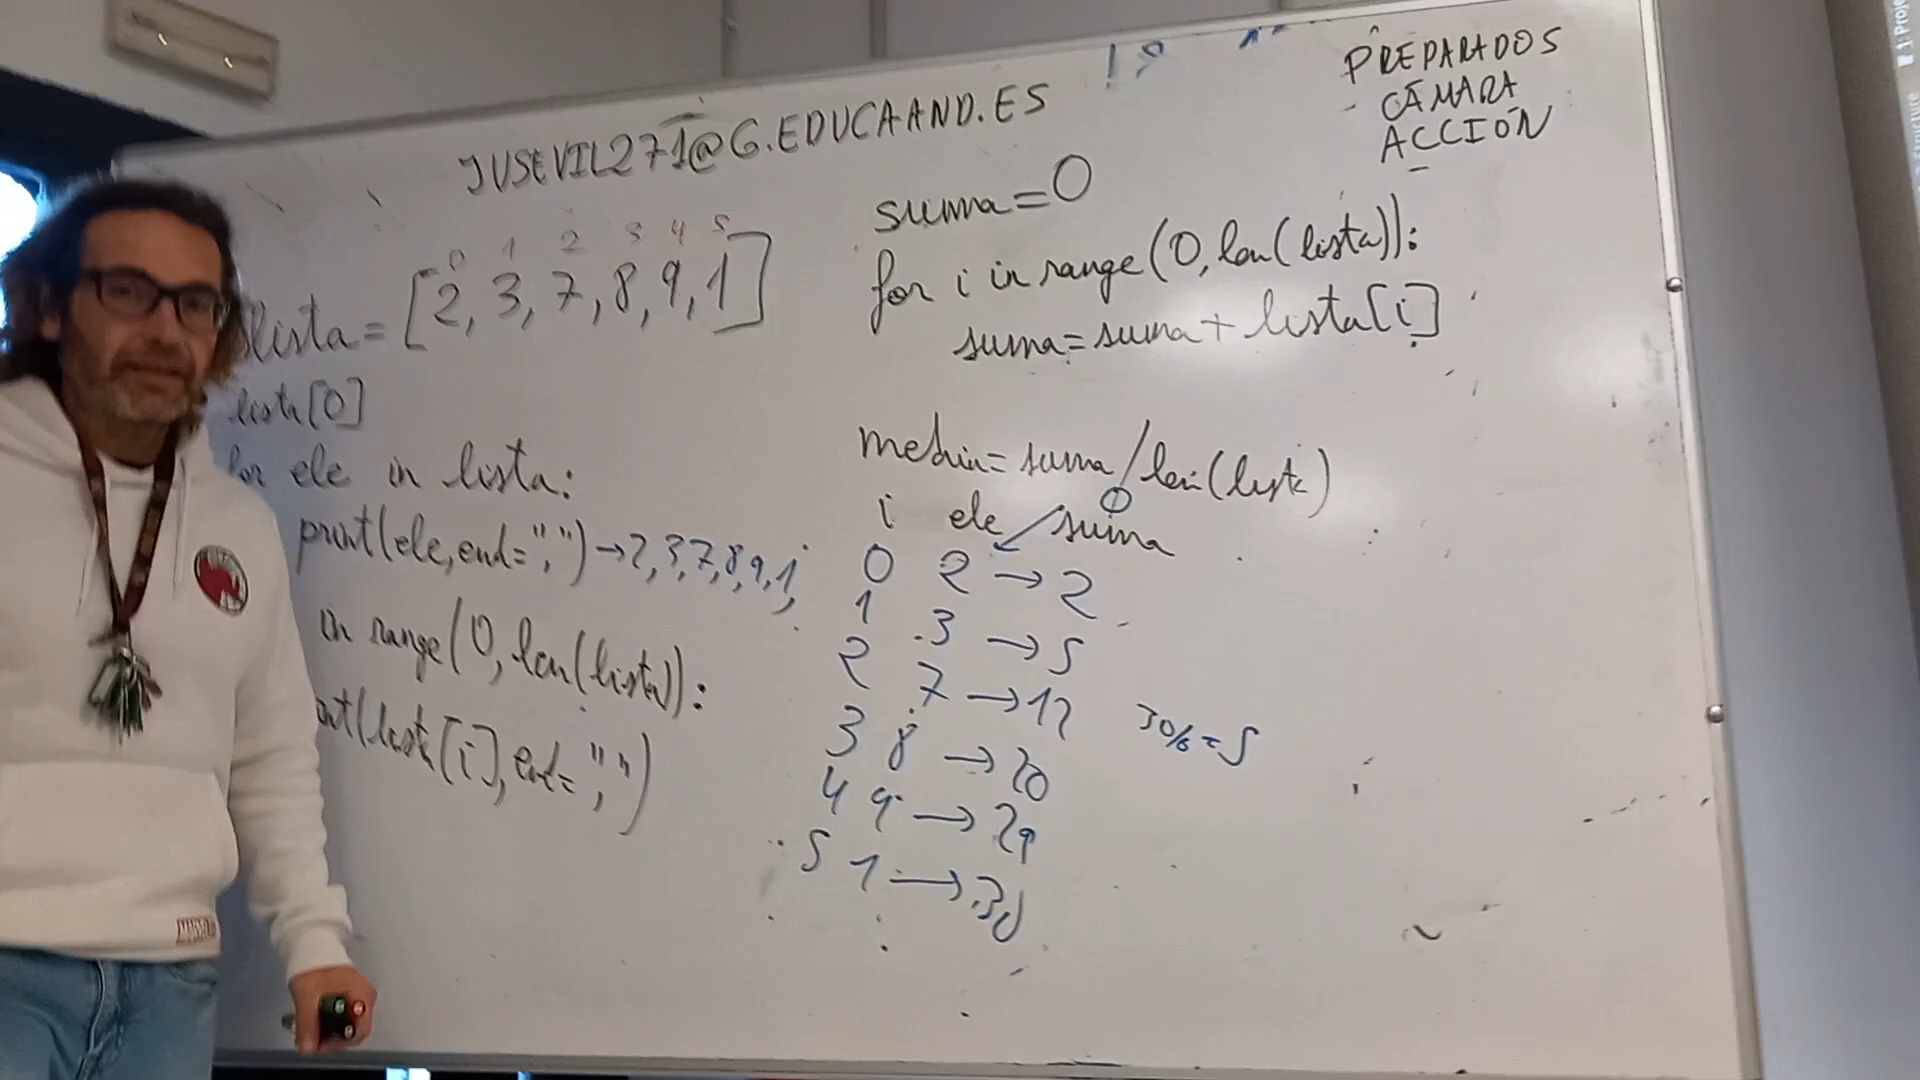 PREPARADOS
CÁMARA
ACCIÓN
JUSEVIL271@G.EDUCAAND.ES
0 1 2 3 4 5
lista = [2, 3, 7, 8, 9, 1]
lista[0]
for ele in lista:
print(ele, end=",") → 2, 3, 7, 8, 9, 1,
in range(0, len(lista)):
int(lista[i], end=",")
suma=0
for i in range(0, len(lista)):
suma=suma + lista[i]
media= suma / len(lista)
0
i ele suma
0 2 → 2
1 3 → 5
2 7 → 12
3 8 → 20
4 9 → 29
5 1 → 30
30/6 = 5